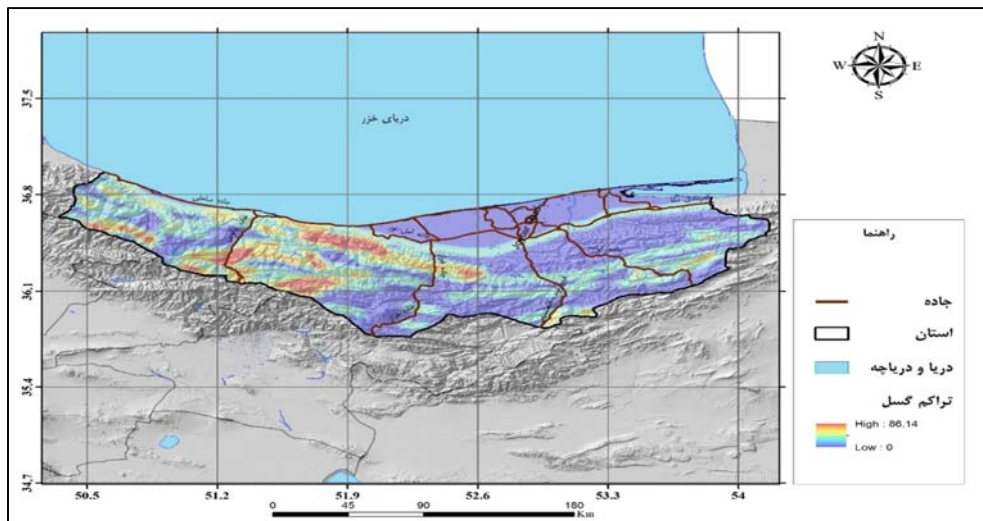 N
W E
S
37.5
دریای خزر
36.8
جاده ساحلی
راهنما
36.1
جاده
استان
دریا و دریاچه
35.4
تراکم گسل
High : 86.14
Low : 0
34.7
50.5 51.2 51.9 52.6 53.3 54
0 45 90 180
Km